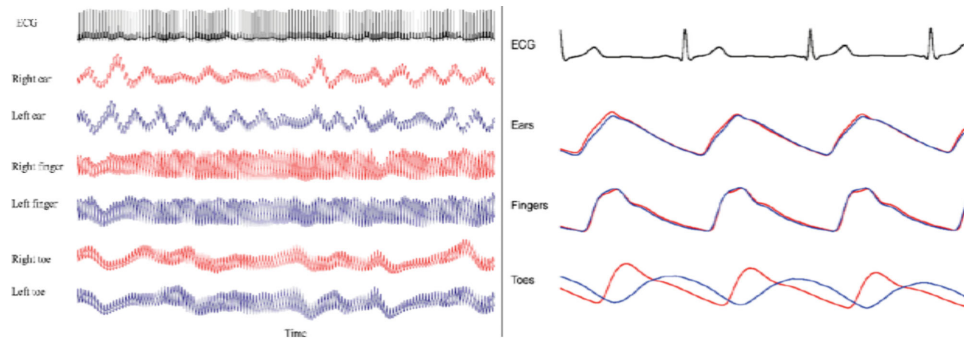 ECG
Right ear
Left ear
Right finger
Left finger
Right toe
Left toe
Time
ECG
Ears
Fingers
Toes